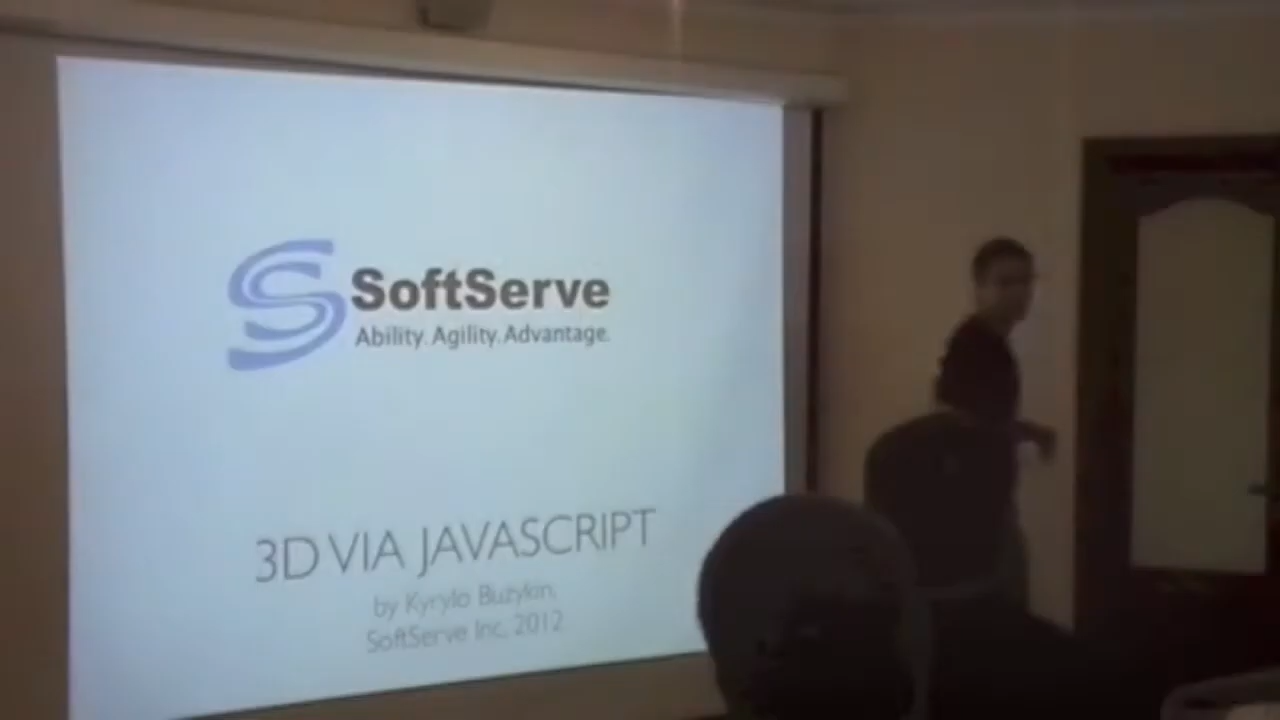 SoftServe
Ability. Agility. Advantage.
3D VIA JAVASCRIPT
by Kyrylo Buzykin,
SoftServe Inc, 2012